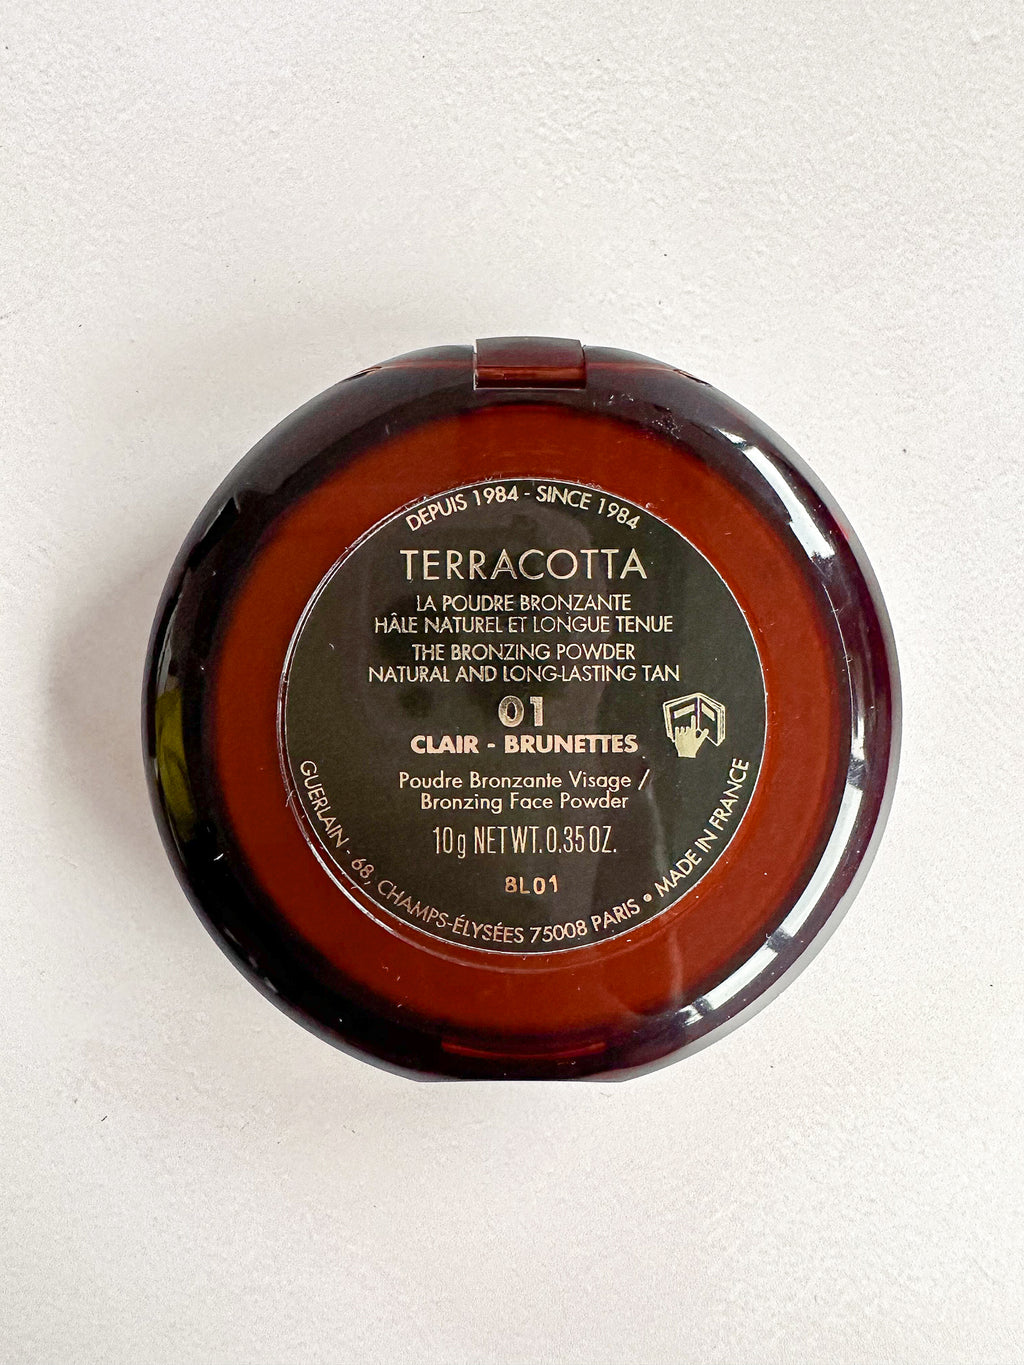 DEPUIS 1984 - SINCE 1984
TERRACOTTA
LA POUDRE BRONZANTE
HÂLE NATUREL ET LONGUE TENUE
THE BRONZING POWDER
NATURAL AND LONG-LASTING TAN
01
CLAIR - BRUNETTES
Poudre Bronzante Visage /
Bronzing Face Powder
10g NET WT. 0.35 OZ.
8L01
GUERLAIN - 68, CHAMPS-ÉLYSÉES 75008 PARIS • MADE IN FRANCE